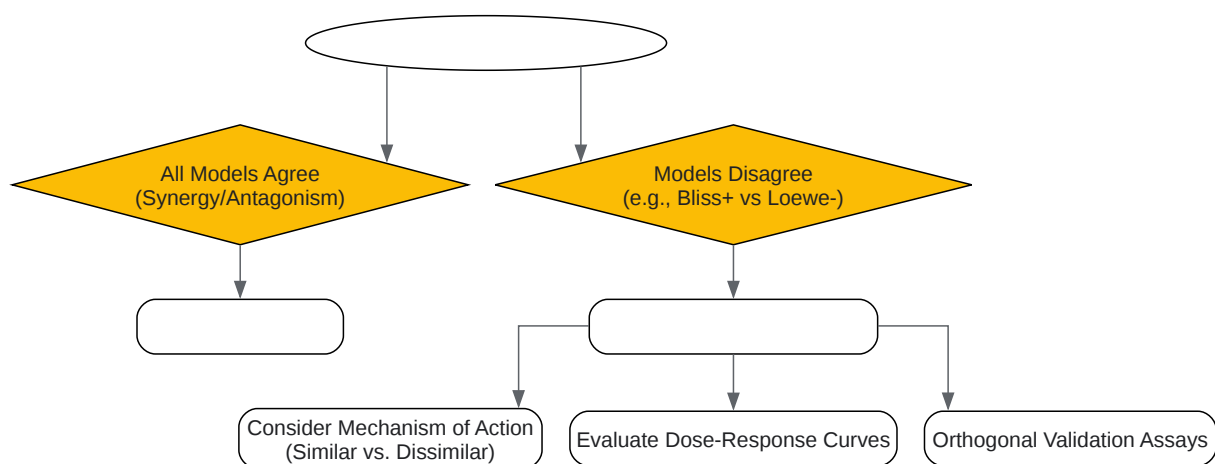 All Models Agree
(Synergy/Antagonism)
Models Disagree
(e.g., Bliss+ vs Loewe-)
Consider Mechanism of Action
(Similar vs. Dissimilar)
Evaluate Dose-Response Curves
Orthogonal Validation Assays